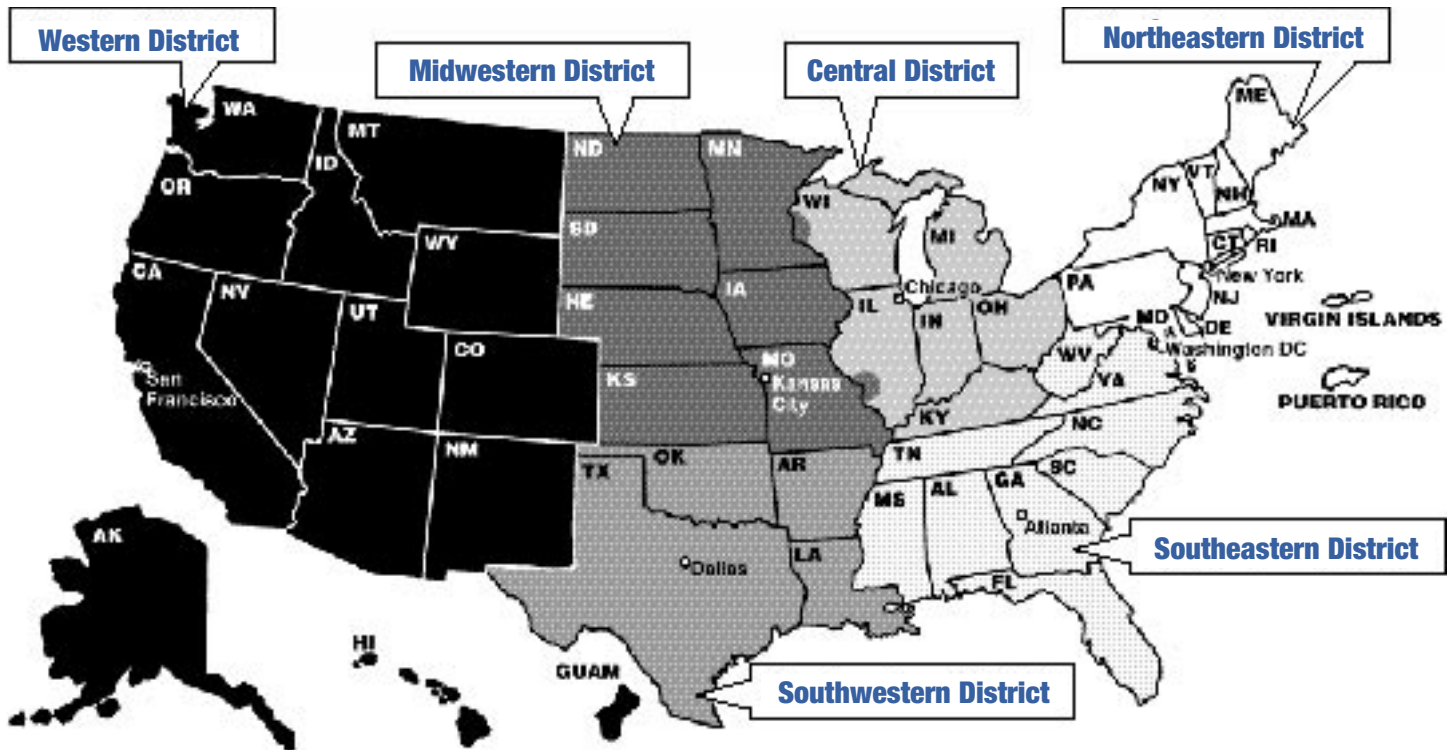 Western District
Midwestern District
Central District
Northeastern District
WA
MT
ID
OR
ND
MN
ME
VT
NY
NH
WI
MA
SD
WY
MI
CT
RI
New York
CA
NV
UT
HE
IA
Chicago
PA
NJ
IL
IN
OH
MD
DE
VIRGIN ISLANDS
CO
WV
Washington DC
San
Francisco
KS
MO
Kansas
City
VA
PUERTO RICO
KY
AZ
NM
NC
TN
TX
OK
AR
SC
MS
AL
GA
Atlanta
AK
LA
Southeastern District
Dallas
FL
HI
GUAM
Southwestern District